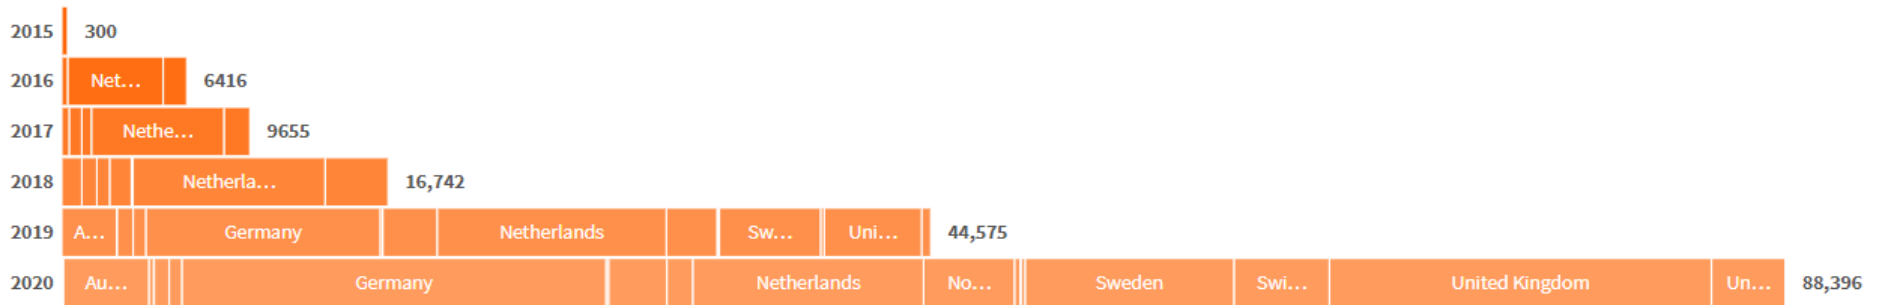 2015 300
2016 Net... 6416
2017 Nethe... 9655
2018 Netherla... 16,742
2019 A... Germany Netherlands Sw... Uni... 44,575
2020 Au... Germany Netherlands No... Sweden Swi... United Kingdom Un... 88,396